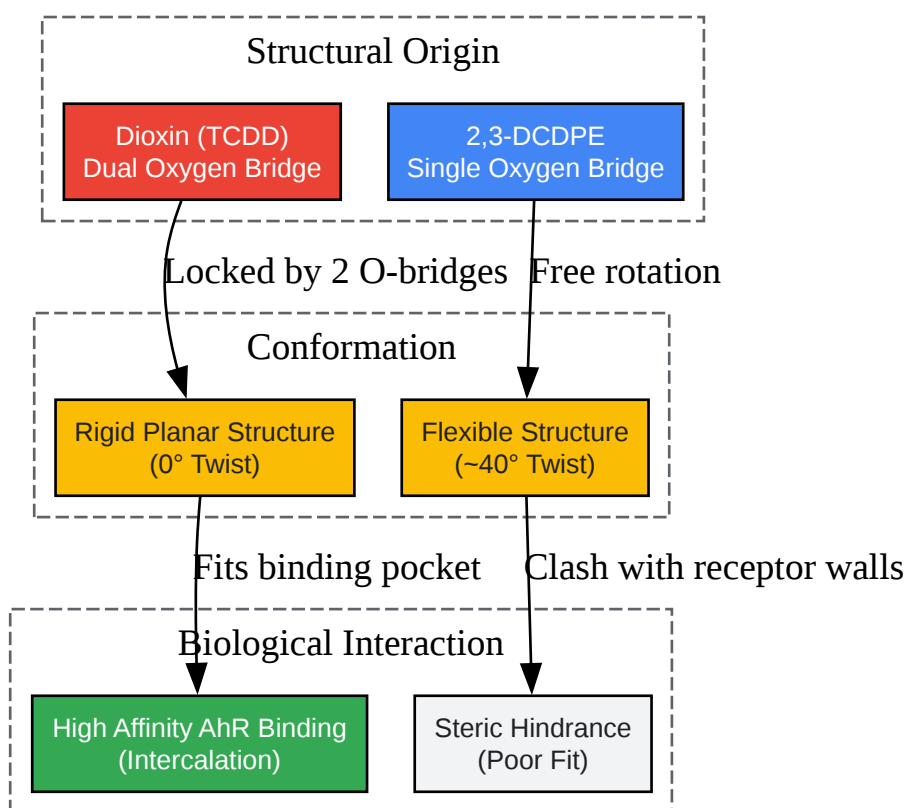 Structural Origin
Dioxin (TCDD)
Dual Oxygen Bridge
2,3-DCDPE
Single Oxygen Bridge
Locked by 2 O-bridges
Free rotation
Conformation
Rigid Planar Structure
(0° Twist)
Flexible Structure
(~40° Twist)
Fits binding pocket
Clash with receptor walls
Biological Interaction
High Affinity AhR Binding
(Intercalation)
Steric Hindrance
(Poor Fit)